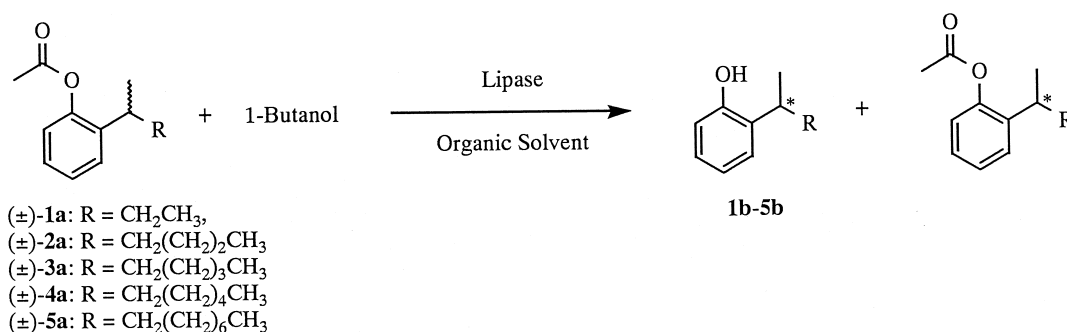 O
O
+
1-Butanol
Lipase
Organic Solvent
R
OH
*
R
1b-5b
+
O
O
*
R
(±)-1a: R = CH₂CH₃,
(±)-2a: R = CH₂(CH₂)₂CH₃
(±)-3a: R = CH₂(CH₂)₃CH₃
(±)-4a: R = CH₂(CH₂)₄CH₃
(±)-5a: R = CH₂(CH₂)₆CH₃